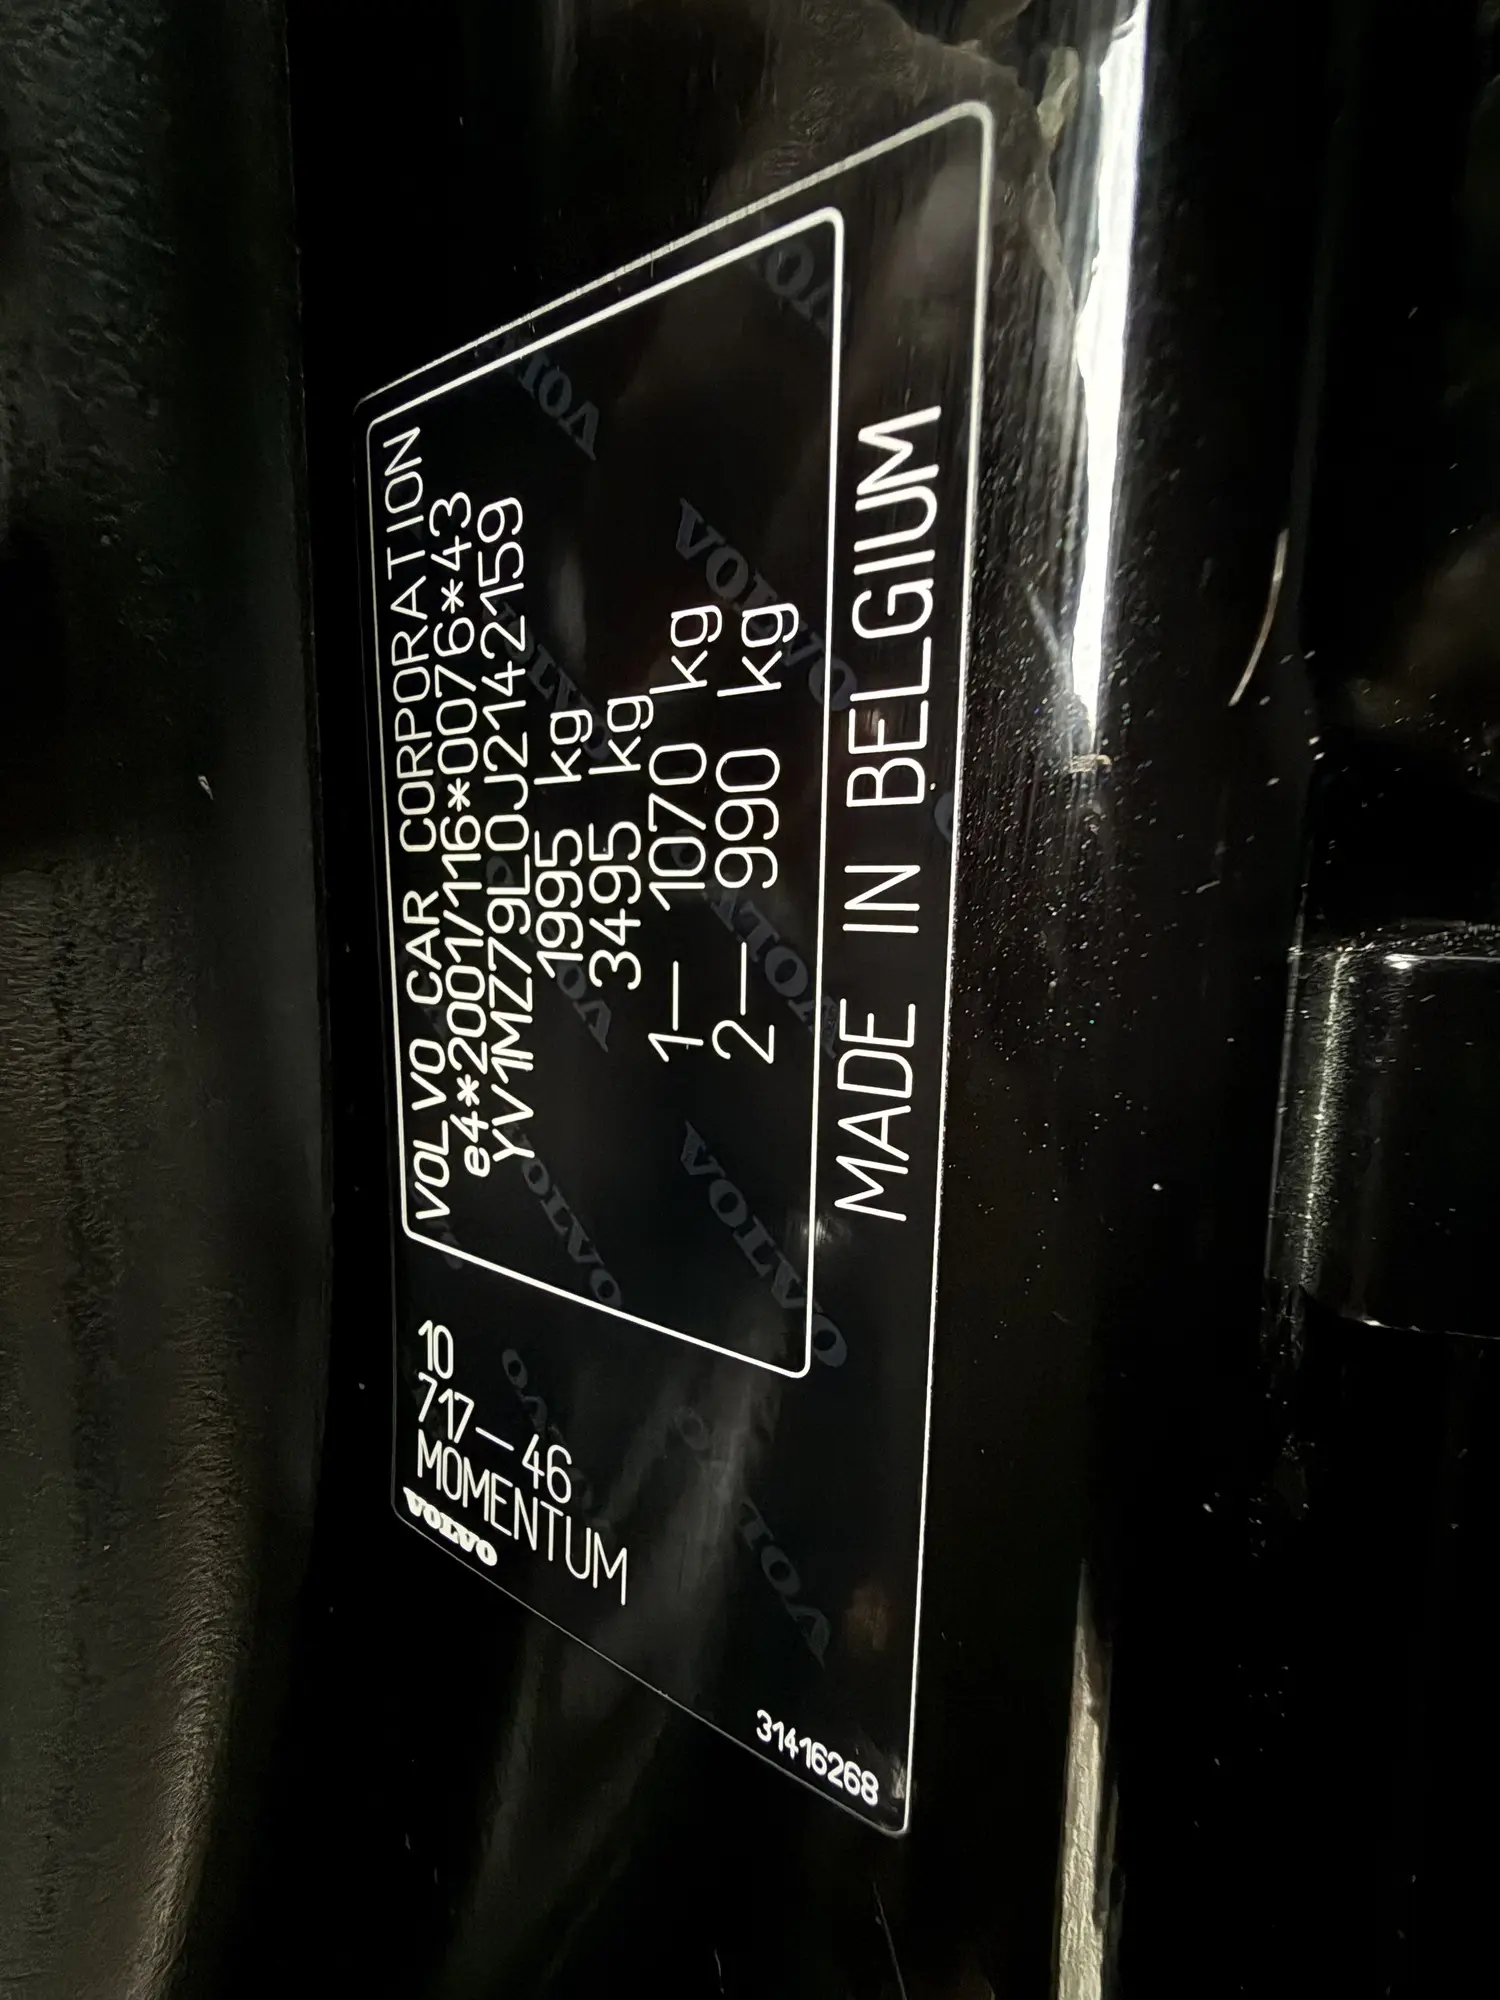 VOLVO CAR CORPORATION
e4*2001/116*0076*43
YV1MZ79L0J2142159
1995 kg
3495 kg
1— 1070 kg
2— 990 kg
MADE IN BELGIUM
10
717—46
MOMENTUM
VOLVO
31416268